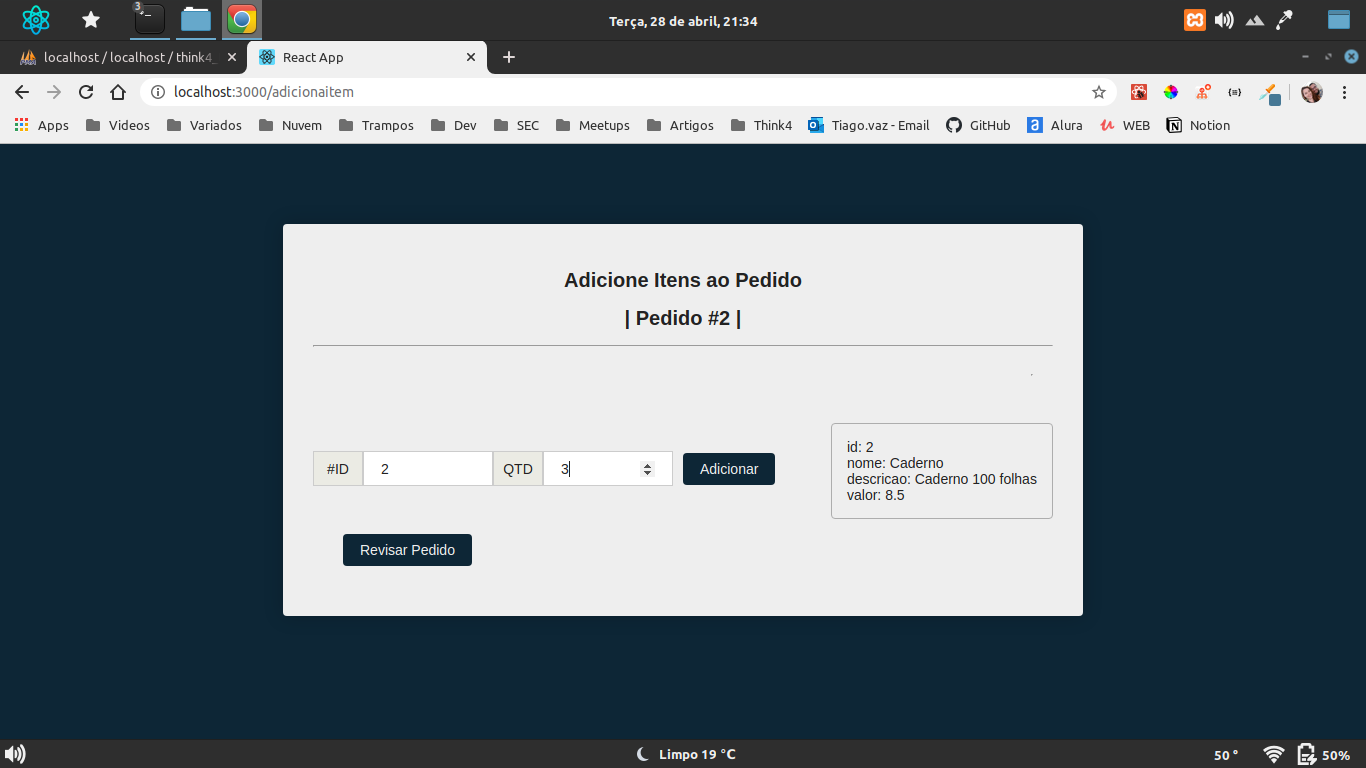 3
Terça, 28 de abril, 21:34
localhost / localhost / think4_
React App
localhost:3000/adicionaitem
Apps
Videos
Variados
Nuvem
Trampos
Dev
SEC
Meetups
Artigos
Think4
Tiago.vaz - Email
GitHub
Alura
WEB
Notion
Adicione Itens ao Pedido
| Pedido #2 |
#ID
2
QTD
3
Adicionar
id: 2
nome: Caderno
descricao: Caderno 100 folhas
valor: 8.5
Revisar Pedido
Limpo 19 °C
50 °
50%